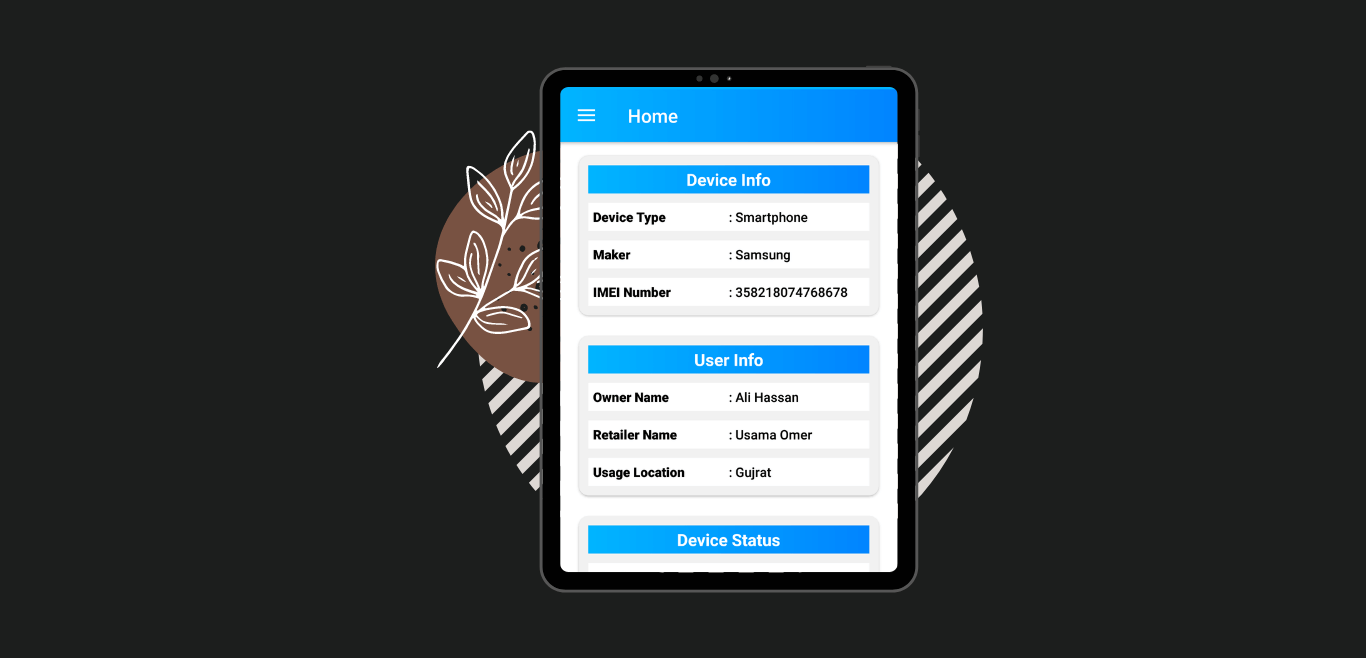 Home
Device Info
Device Type : Smartphone
Maker : Samsung
IMEI Number : 358218074768678
User Info
Owner Name : Ali Hassan
Retailer Name : Usama Omer
Usage Location : Gujrat
Device Status